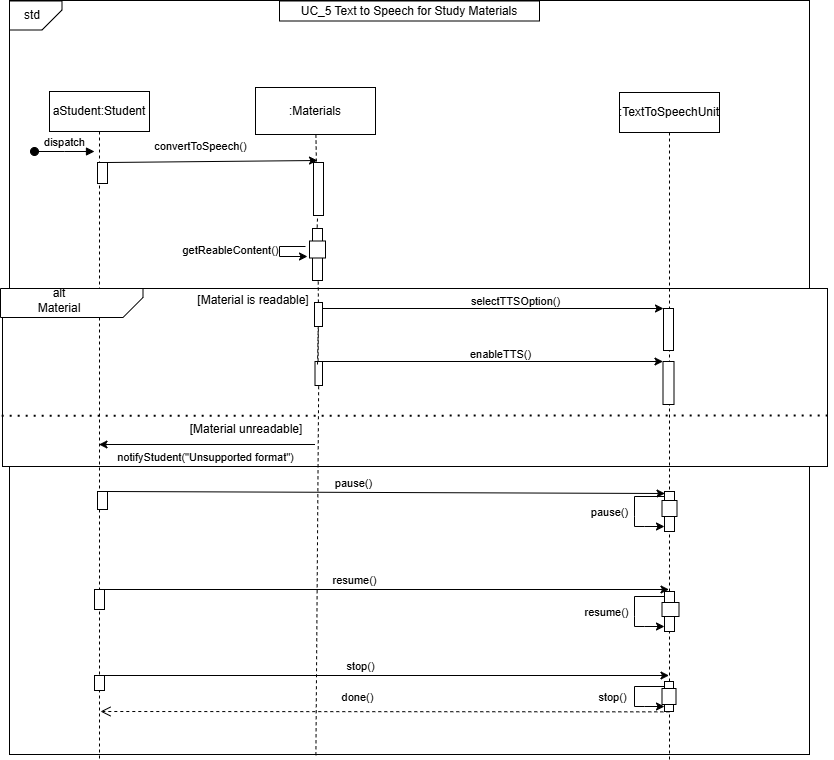 std
UC_5 Text to Speech for Study Materials
aStudent:Student
:Materials
:TextToSpeechUnit
dispatch
convertToSpeech()
getReableContent()
alt
Material
[Material is readable]
selectTTSOption()
enableTTS()
[Material unreadable]
notifyStudent("Unsupported format")
pause()
pause()
resume()
resume()
stop()
done()
stop()